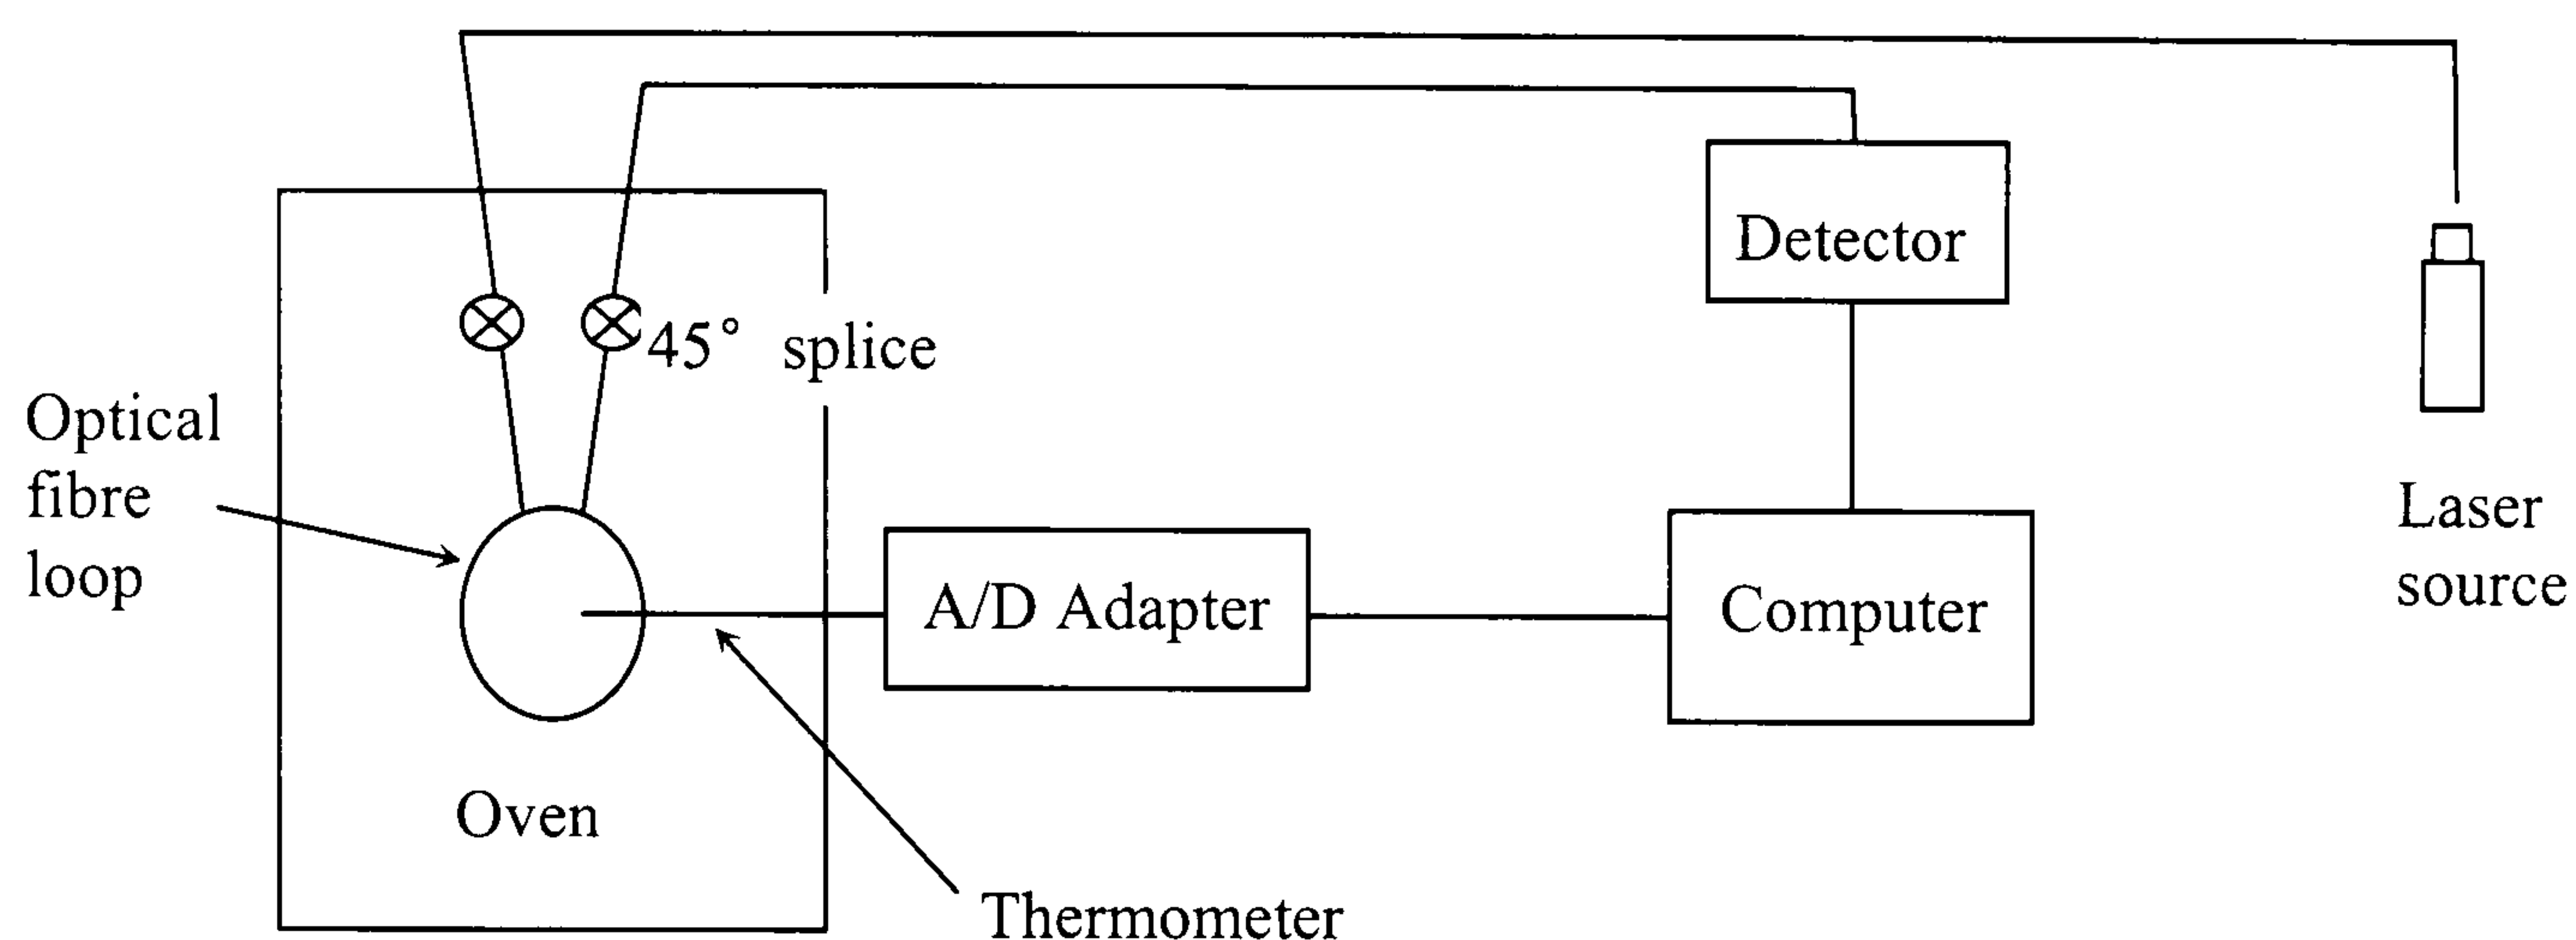 Detector
45° splice
Optical
fibre
loop
Laser
source
A/D Adapter
Computer
Oven
Thermometer